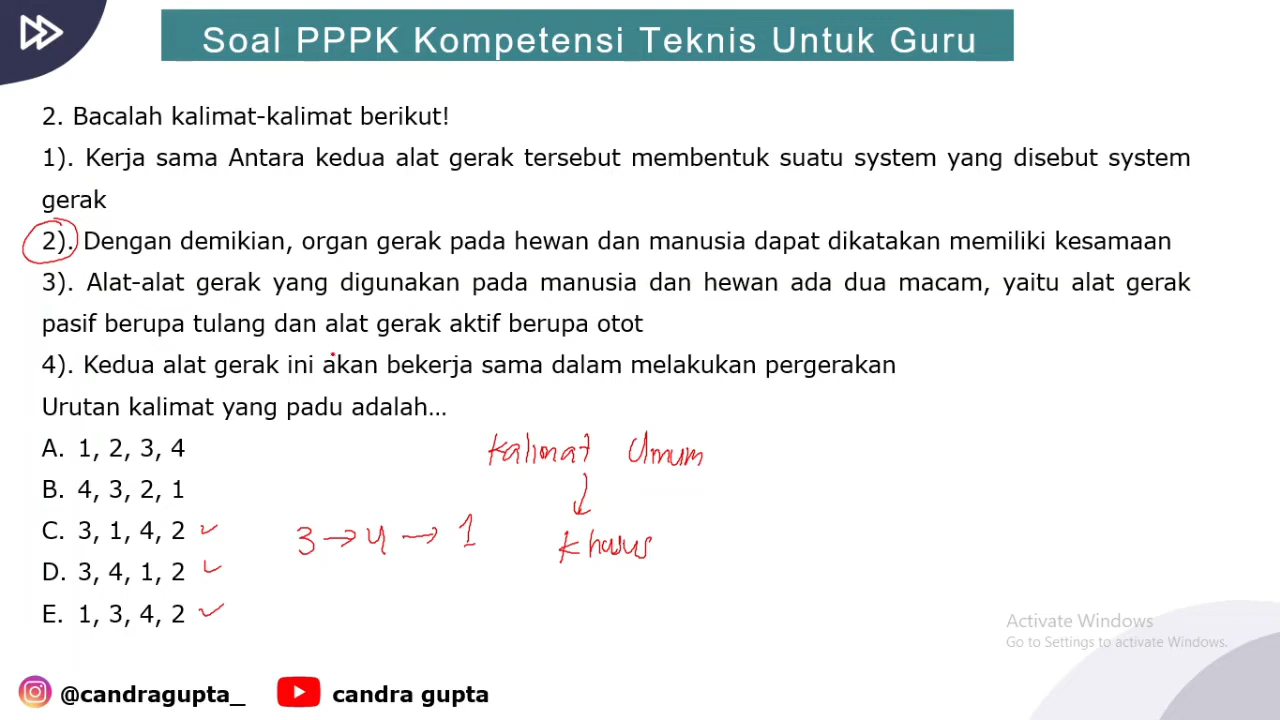 Soal PPPK Kompetensi Teknis Untuk Guru
2. Bacalah kalimat-kalimat berikut!
1). Kerja sama Antara kedua alat gerak tersebut membentuk suatu system yang disebut system
gerak
2). Dengan demikian, organ gerak pada hewan dan manusia dapat dikatakan memiliki kesamaan
3). Alat-alat gerak yang digunakan pada manusia dan hewan ada dua macam, yaitu alat gerak
pasif berupa tulang dan alat gerak aktif berupa otot
4). Kedua alat gerak ini akan bekerja sama dalam melakukan pergerakan
Urutan kalimat yang padu adalah…
A. 1, 2, 3, 4
B. 4, 3, 2, 1
C. 3, 1, 4, 2
D. 3, 4, 1, 2
E. 1, 3, 4, 2
Kalimat Umum
↓
Khusus
3 → 4 → 1
Activate Windows
Go to Settings to activate Windows.
@candragupta_
candra gupta